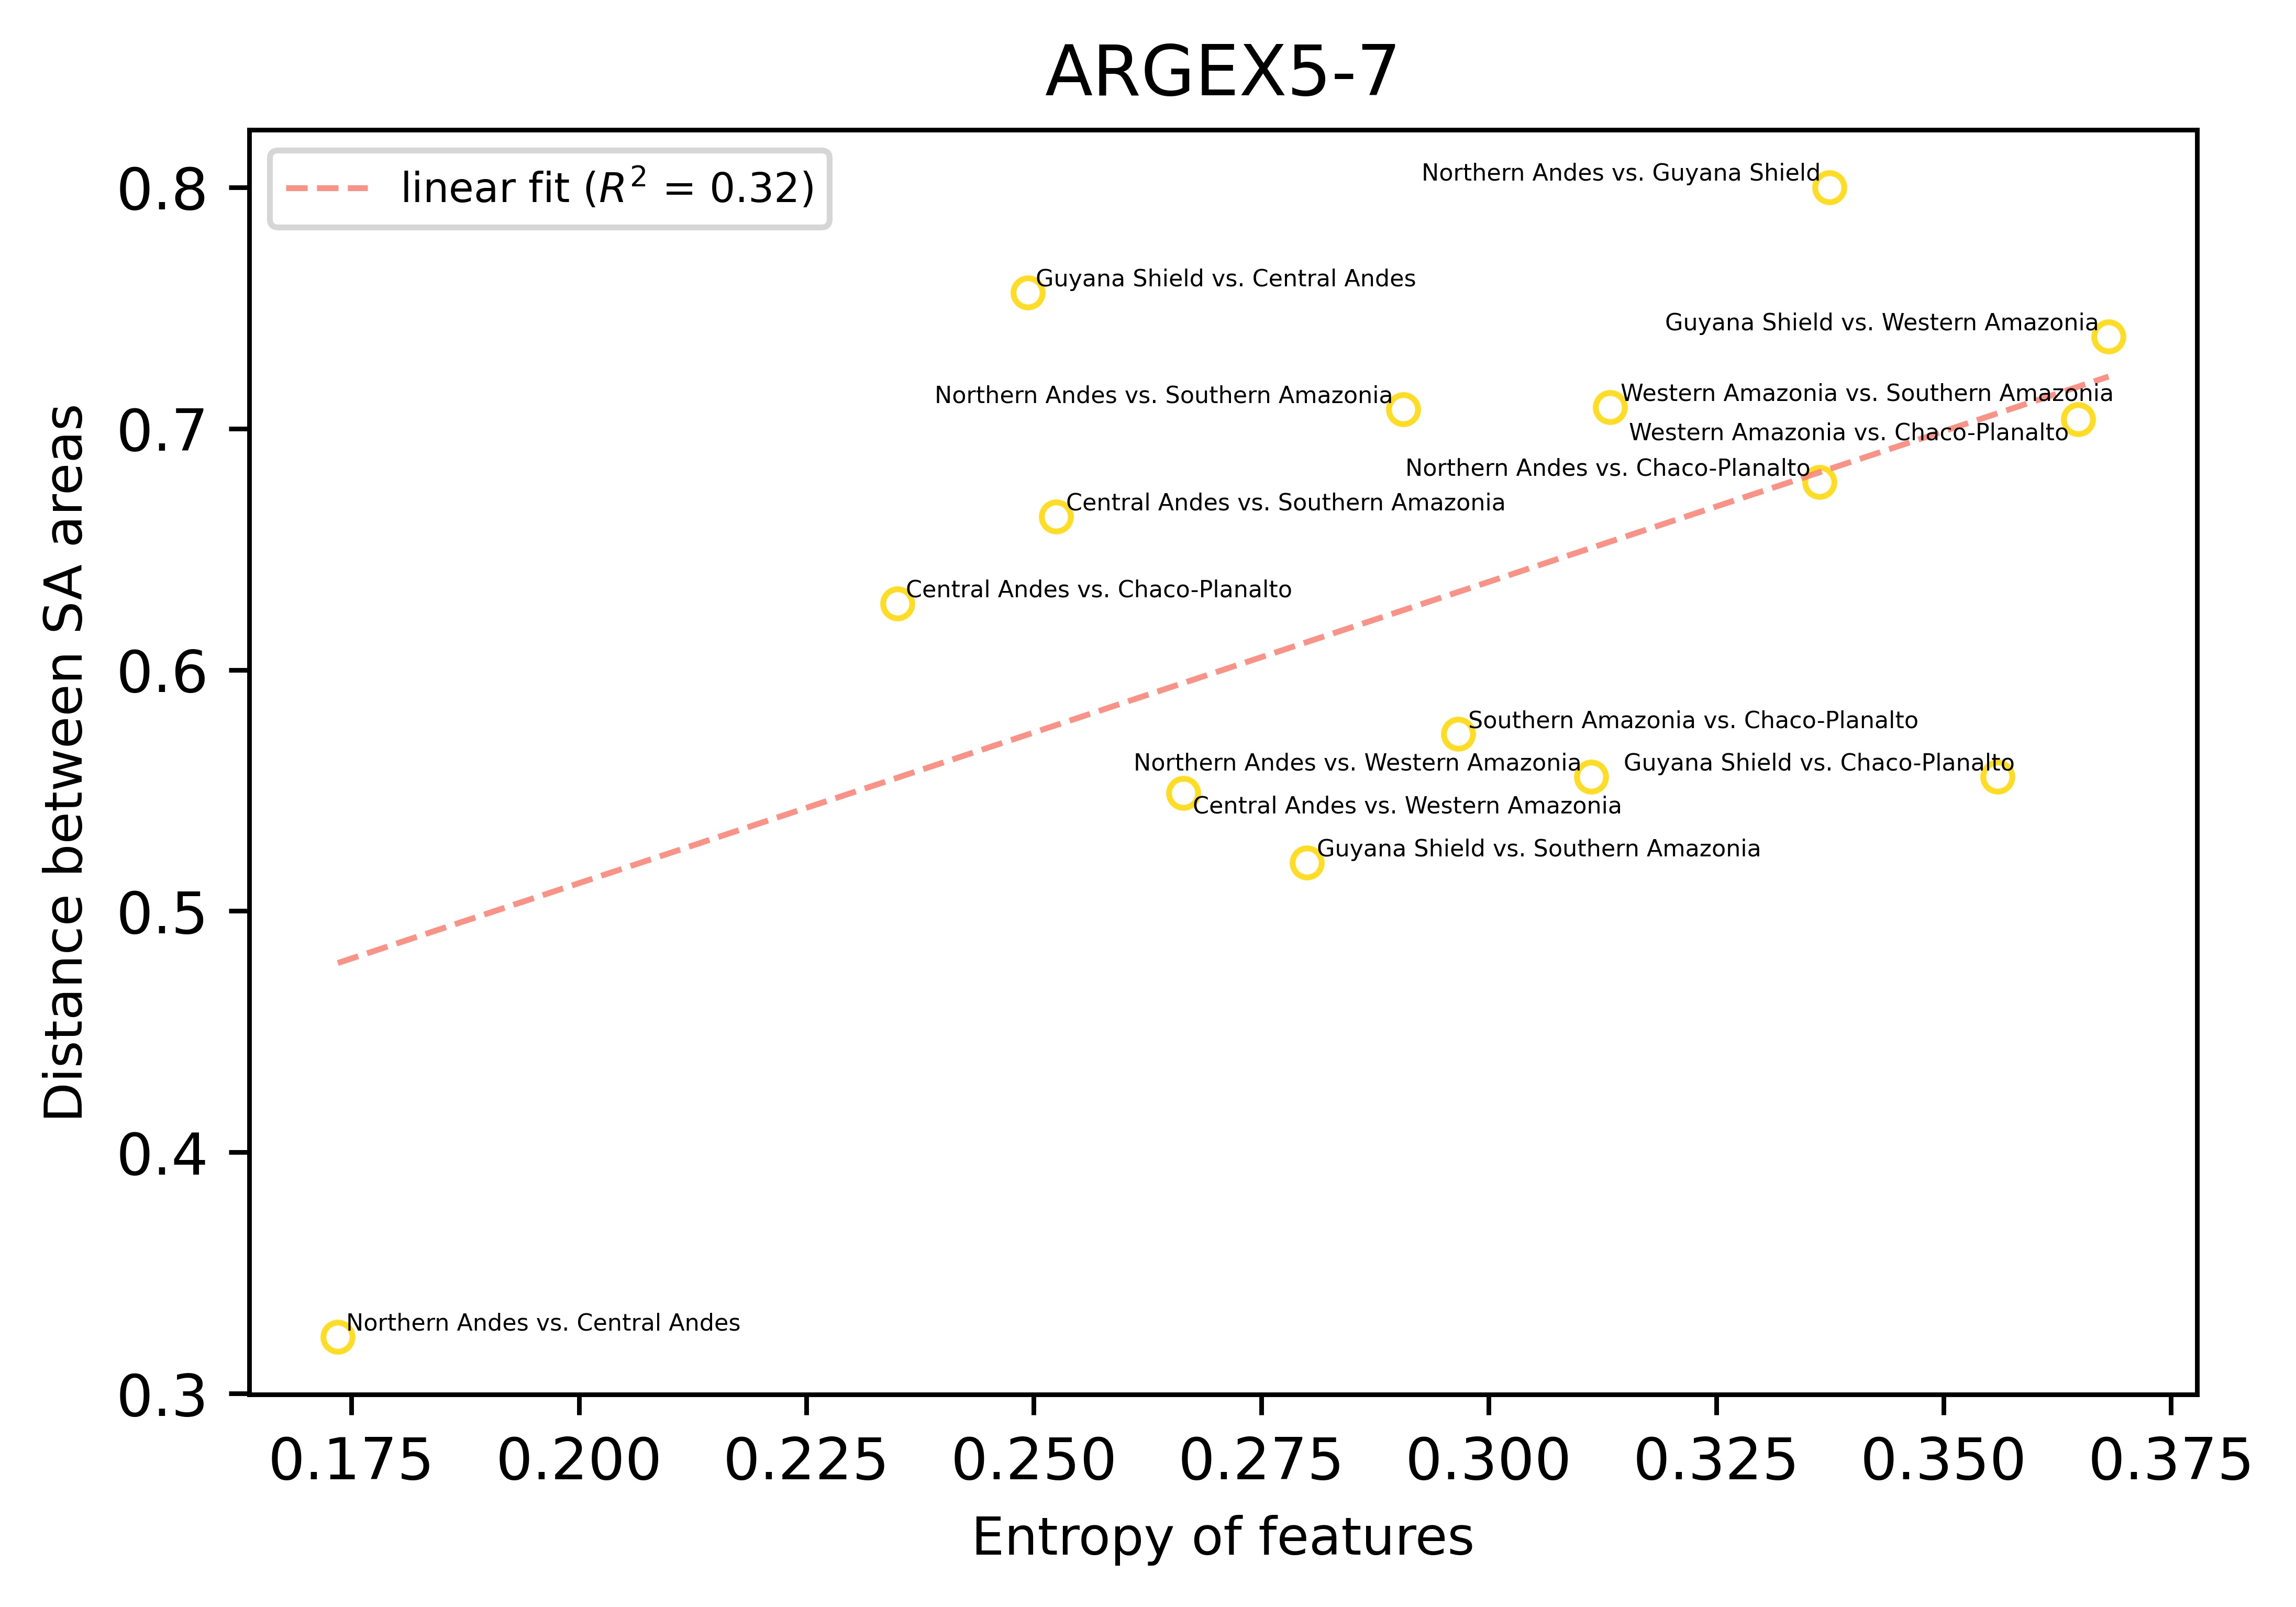 ARGEX5-7
linear fit (R² = 0.32)
Northern Andes vs. Guyana Shield
Guyana Shield vs. Central Andes
Guyana Shield vs. Western Amazonia
Northern Andes vs. Southern Amazonia
Western Amazonia vs. Southern Amazonia
Western Amazonia vs. Chaco-Planalto
Northern Andes vs. Chaco-Planalto
Central Andes vs. Southern Amazonia
Central Andes vs. Chaco-Planalto
Southern Amazonia vs. Chaco-Planalto
Northern Andes vs. Western Amazonia
Guyana Shield vs. Chaco-Planalto
Central Andes vs. Western Amazonia
Guyana Shield vs. Southern Amazonia
Northern Andes vs. Central Andes
Distance between SA areas
0.8
0.7
0.6
0.5
0.4
0.3
0.175 0.200 0.225 0.250 0.275 0.300 0.325 0.350 0.375
Entropy of features